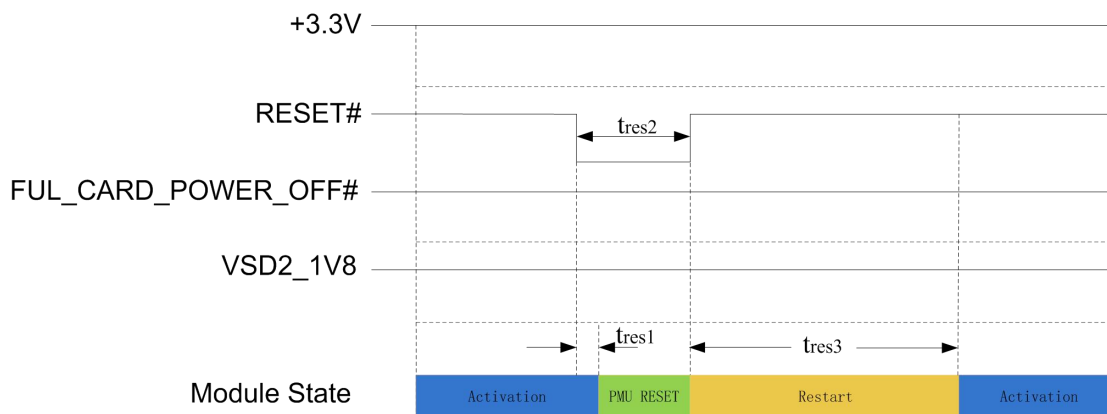 +3.3V
RESET#
tres2
FUL_CARD_POWER_OFF#
VSD2_1V8
tres1
tres3
Module State
Activation
PMU RESET
Restart
Activation